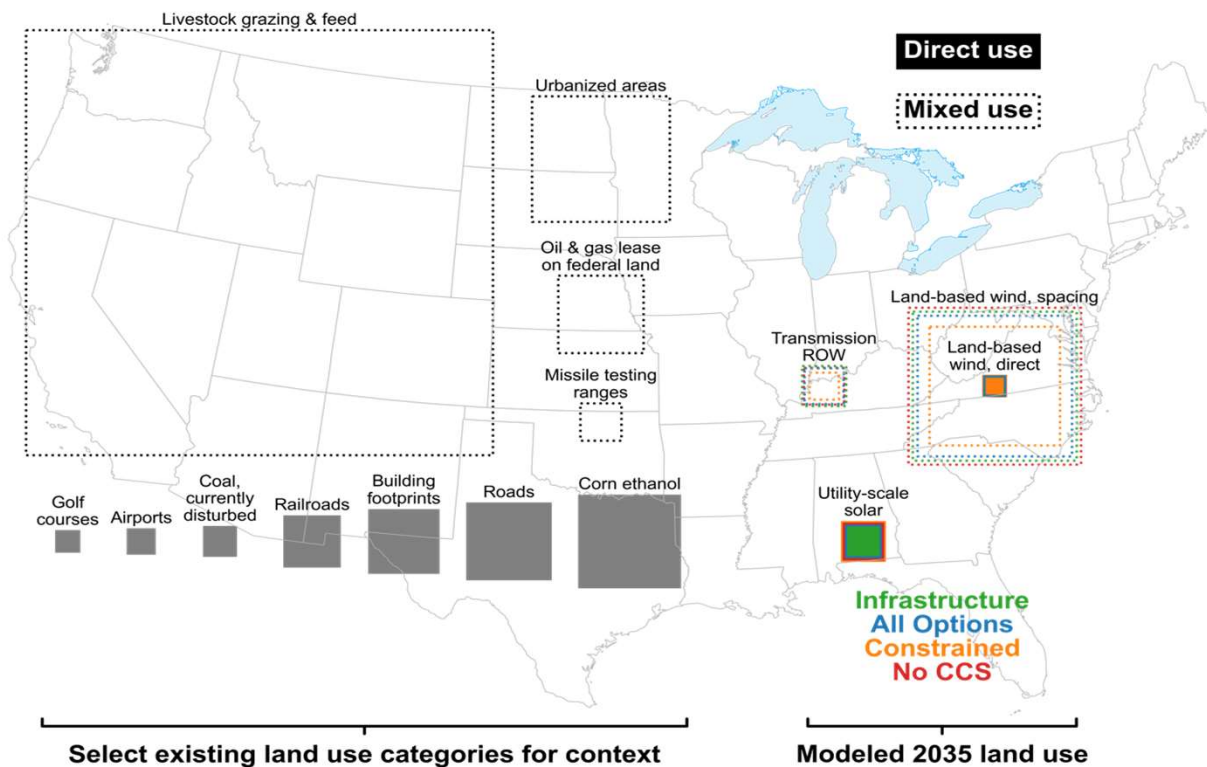 Livestock grazing & feed
Direct use
Mixed use
Urbanized areas
Oil & gas lease
on federal land
Missile testing
ranges
Transmission
ROW
Land-based wind, spacing
Land-based
wind, direct
Golf
courses
Airports
Coal,
currently
disturbed
Railroads
Building
footprints
Roads
Corn ethanol
Utility-scale
solar
Infrastructure
All Options
Constrained
No CCS
Select existing land use categories for context
Modeled 2035 land use